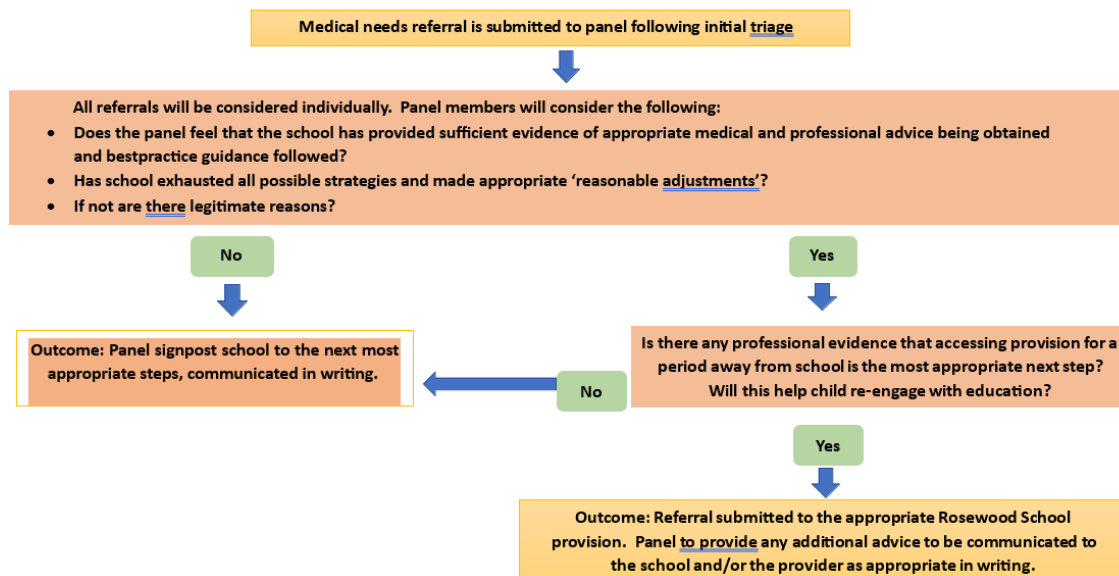 Medical needs referral is submitted to panel following initial triage
All referrals will be considered individually.  Panel members will consider the following:
• Does the panel feel that the school has provided sufficient evidence of appropriate medical and professional advice being obtained
and bestpractice guidance followed?
• Has school exhausted all possible strategies and made appropriate ‘reasonable adjustments’?
• If not are there legitimate reasons?
No
Yes
Outcome: Panel signpost school to the next most
appropriate steps, communicated in writing.
Is there any professional evidence that accessing provision for a
period away from school is the most appropriate next step?
Will this help child re-engage with education?
No
Yes
Outcome: Referral submitted to the appropriate Rosewood School
provision.  Panel to provide any additional advice to be communicated to
the school and/or the provider as appropriate in writing.